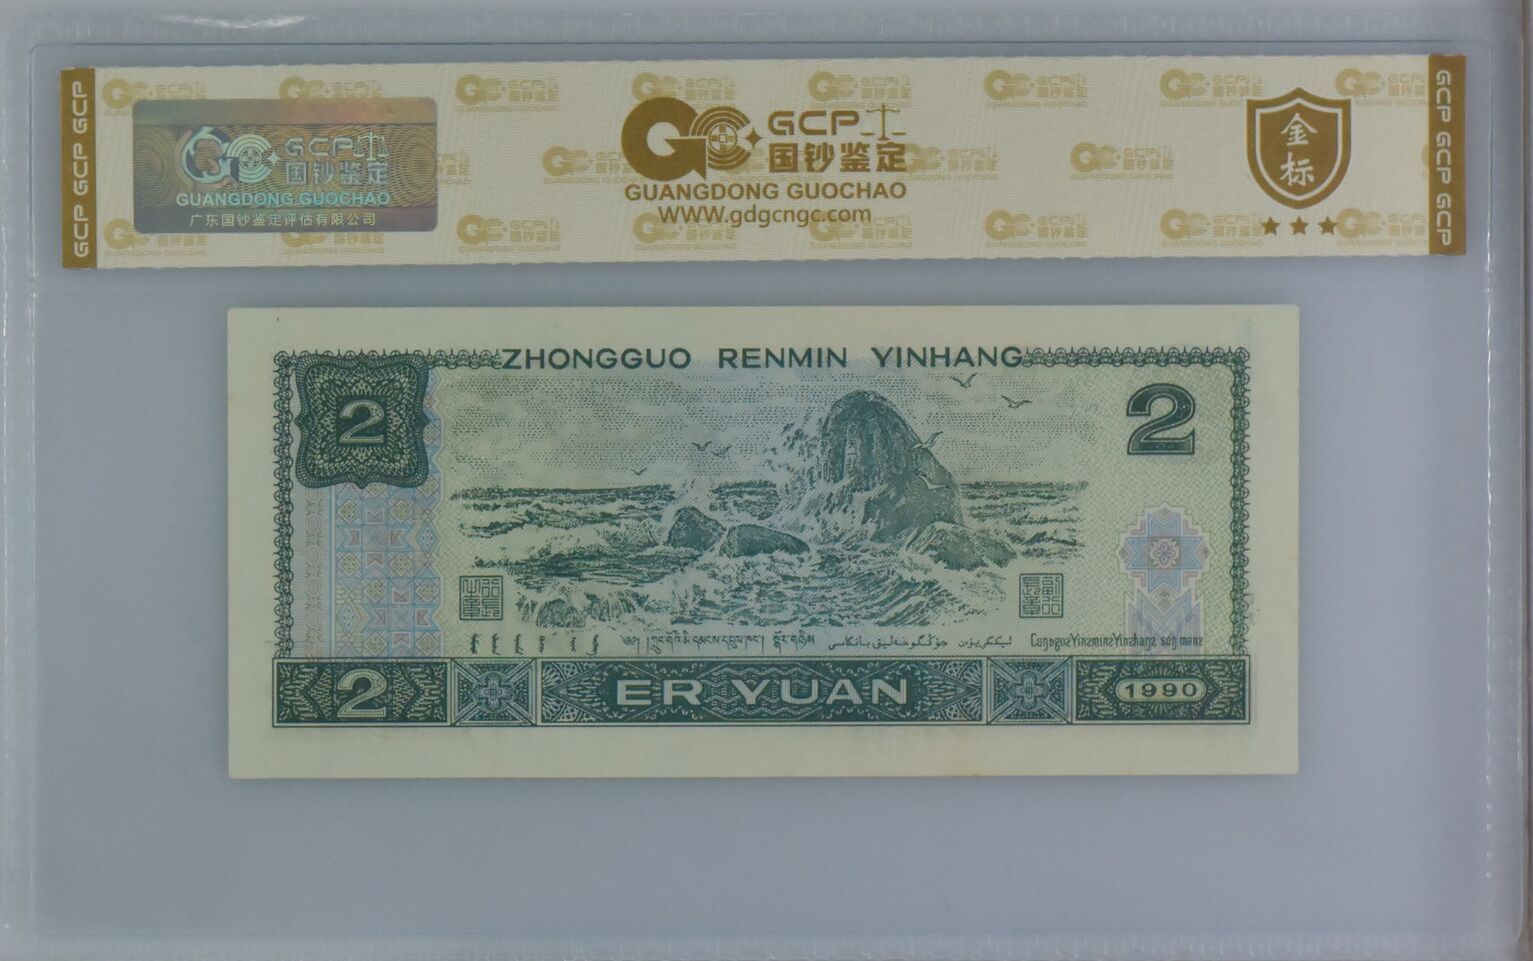 GCP GCP GCP
GCP 国钞鉴定
GUANGDONG GUOCHAO
广东国钞鉴定评估有限公司
GCP
国钞鉴定
GUANGDONG GUOCHAO
WWW.gdgcngc.com
金标
GCP GCP GCP
ZHONGGUO RENMIN YINHANG
2
2
2
ER YUAN
1990